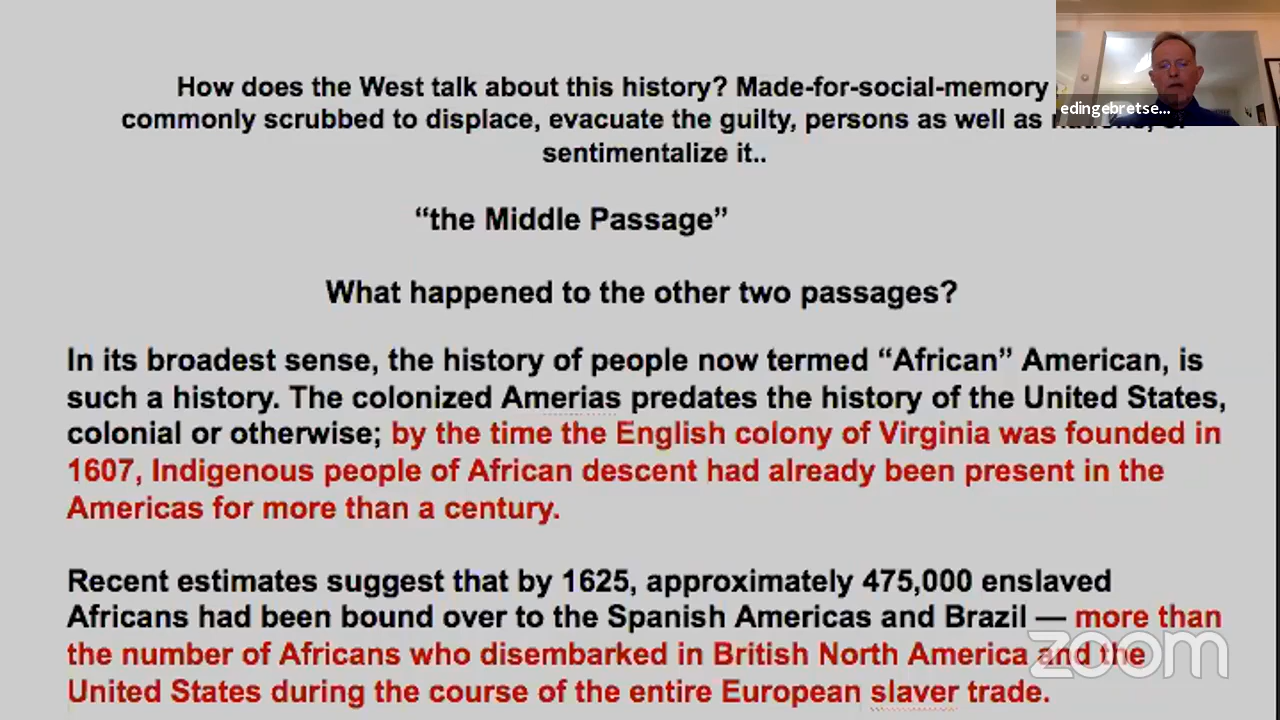 How does the West talk about this history? Made-for-social-memory
commonly scrubbed to displace, evacuate the guilty, persons as well as
sentimentalize it..
edingebretse...
“the Middle Passage”
What happened to the other two passages?
In its broadest sense, the history of people now termed “African” American, is
such a history. The colonized Amerias predates the history of the United States,
colonial or otherwise; by the time the English colony of Virginia was founded in
1607, Indigenous people of African descent had already been present in the
Americas for more than a century.
Recent estimates suggest that by 1625, approximately 475,000 enslaved
Africans had been bound over to the Spanish Americas and Brazil — more than
the number of Africans who disembarked in British North America and the
United States during the course of the entire European slaver trade.
zoom